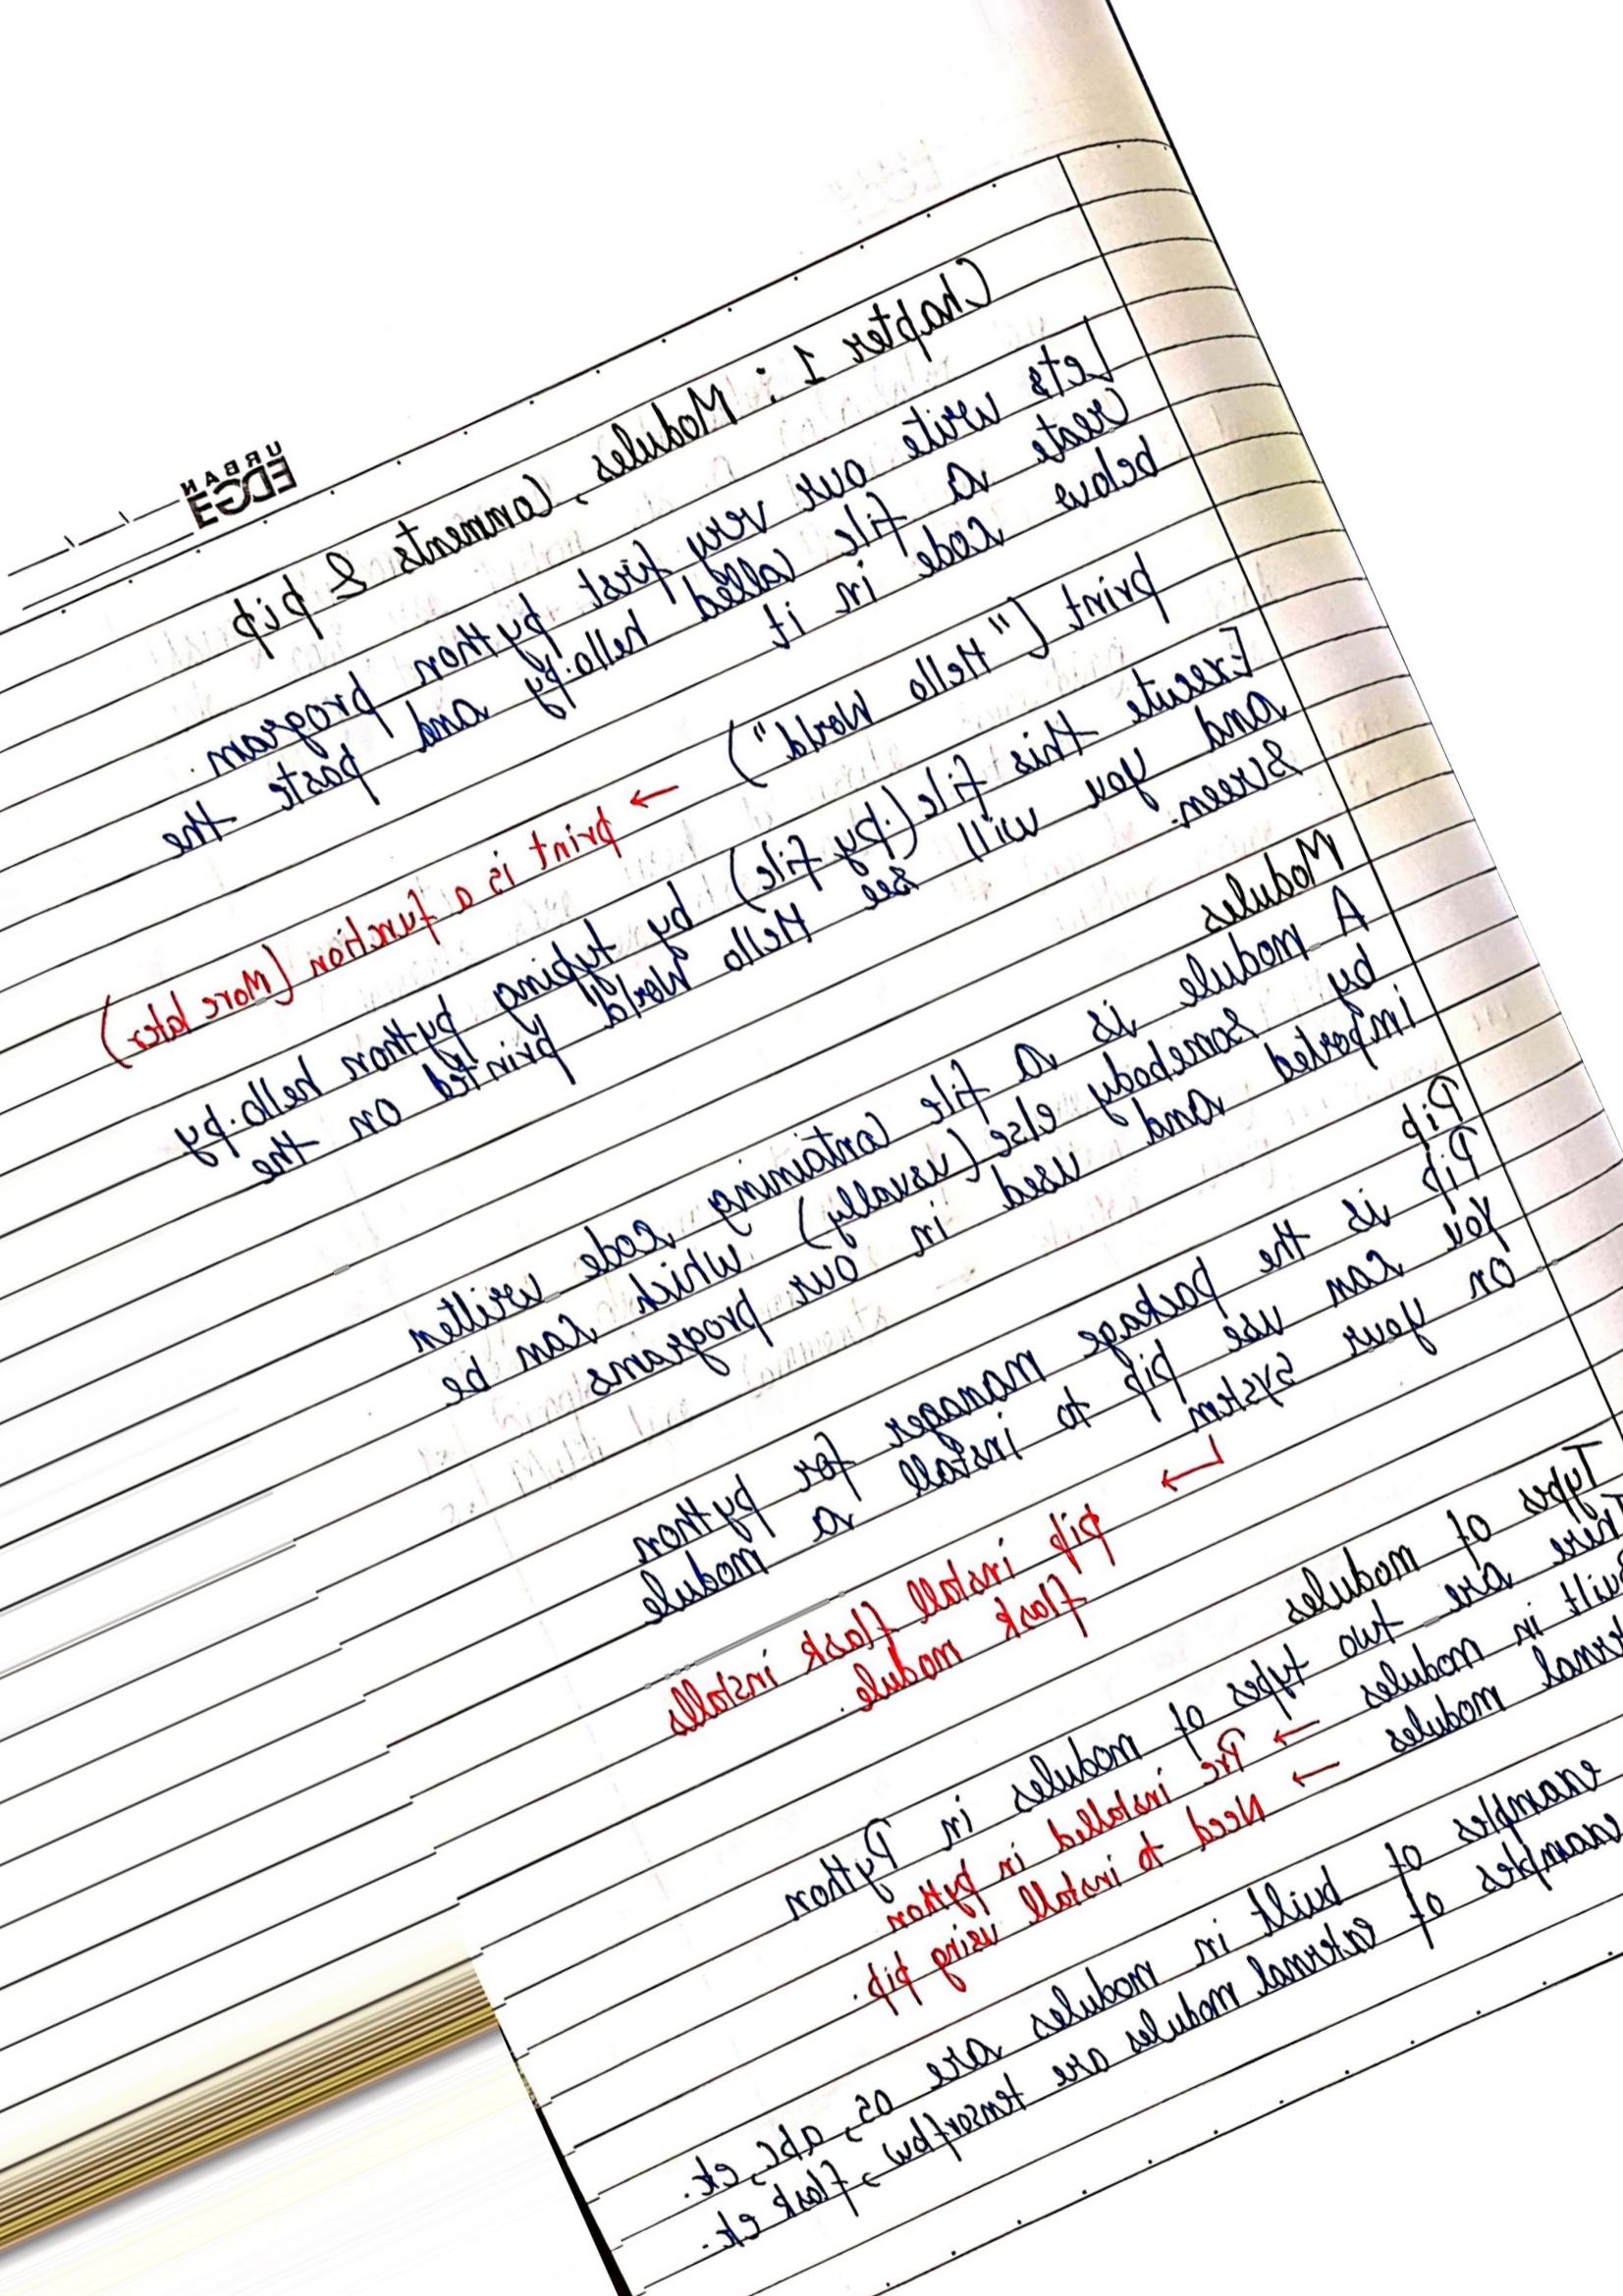 URBAN
EDGE
Chapter 1 : Modules, Comments & pip
Lets write our very first python program.
Create a file called hello.py and paste the
below code in it
print ("Hello World") → print is a function (More later)
Execute this file (.py file) by typing python hello.py
and you will see Hello World printed on the
Screen.
Modules
A module is a file containing code written
by somebody else (usually) which can be
imported and used in our programs
Pip
Pip is the package manager for python
You can use pip to install a module
on your system
↳ pip install flask installs
flask module.
Types of modules
There are two types of modules in Python
Built in modules → Pre installed in python
ternal modules → Need to install using pip.
examples of built in modules are os, abc, etc.
examples of external modules are tensorflow, flask etc.